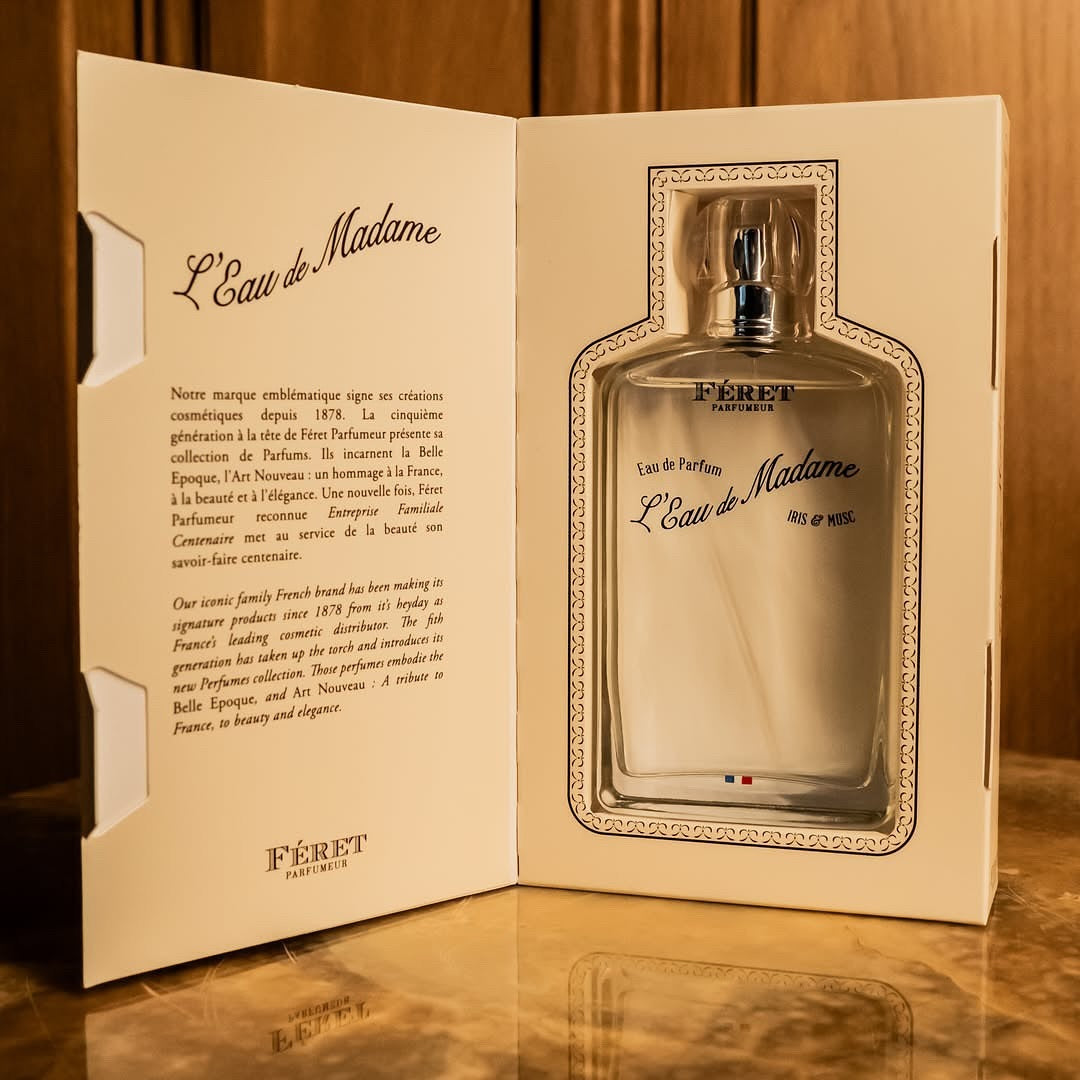 L'Eau de Madame
Notre marque emblématique signe ses créations
cosmétiques depuis 1878. La cinquième
génération à la tête de Féret Parfumeur présente sa
collection de Parfums. Ils incarnent la Belle
Epoque, l'Art Nouveau : un hommage à la France,
à la beauté et à l'élégance. Une nouvelle fois, Féret
Parfumeur reconnue Entreprise Familiale
Centenaire met au service de la beauté son
savoir-faire centenaire.
Our iconic family French brand has been making its
signature products since 1878 from it's heyday as
France's leading cosmetic distributor. The fith
generation has taken up the torch and introduces its
new Perfumes collection. Those perfumes embodie the
Belle Epoque, and Art Nouveau : A tribute to
France, to beauty and elegance.
FÉRET
PARFUMEUR
FÉRET
PARFUMEUR
Eau de Parfum
L'Eau de Madame
IRIS & MUSC